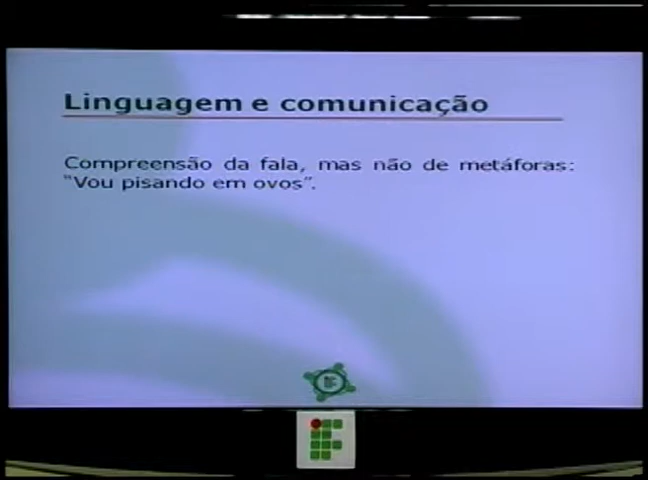 Linguagem e comunicação
Compreensão da fala, mas não de metáforas:
"Vou pisando em ovos".